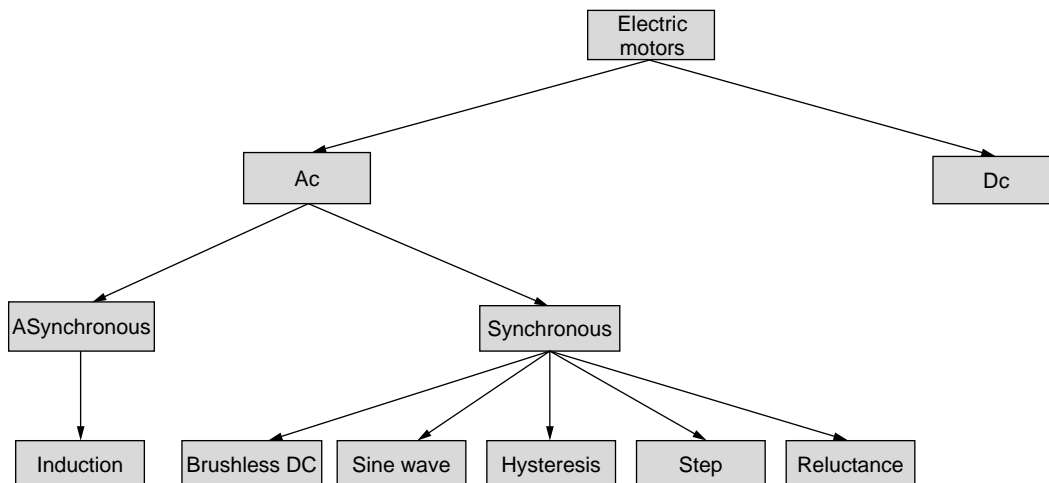 Electric
motors
Ac
Dc
ASynchronous
Synchronous
Induction
Brushless DC
Sine wave
Hysteresis
Step
Reluctance